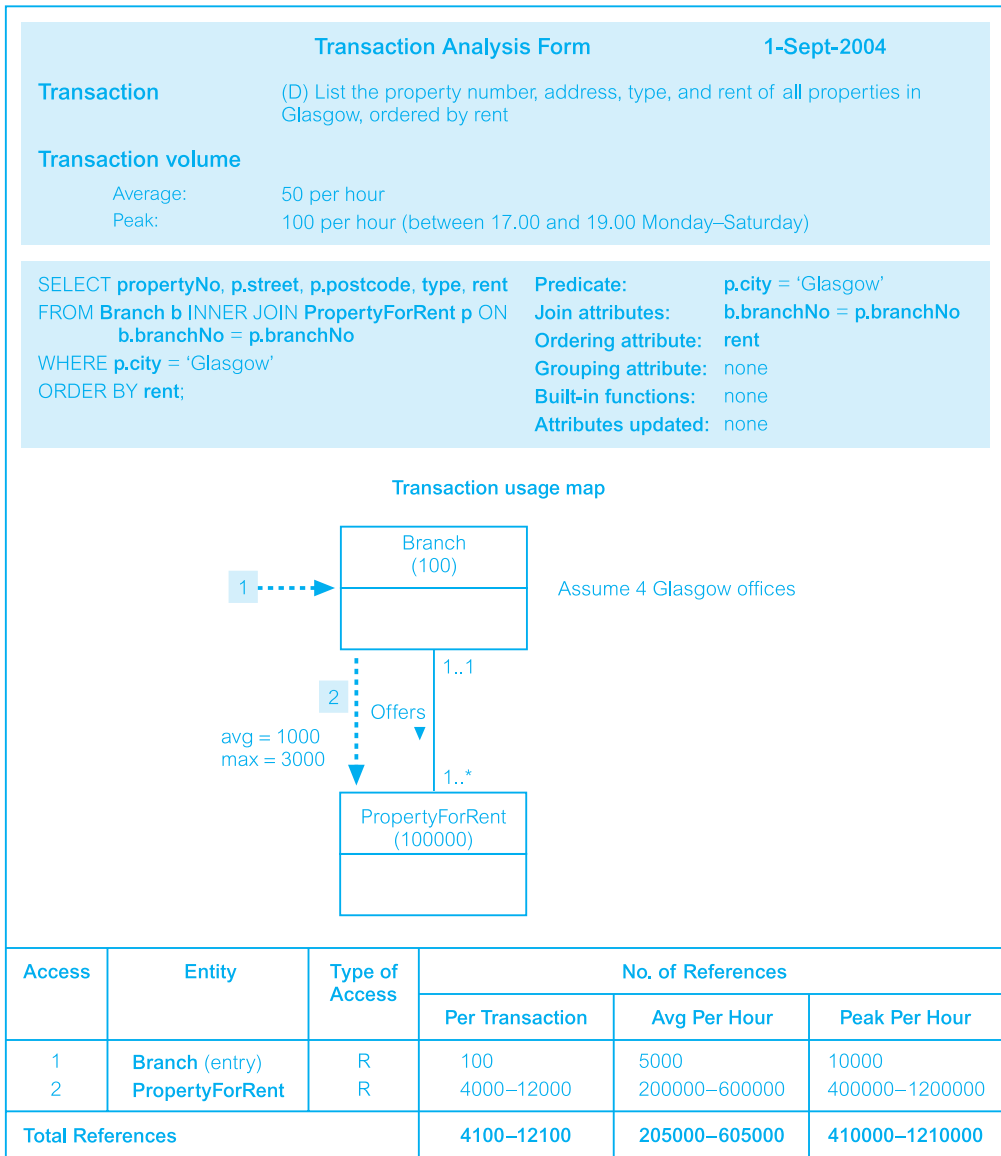 Transaction Analysis Form 1-Sept-2004
Transaction (D) List the property number, address, type, and rent of all properties in
Glasgow, ordered by rent
Transaction volume
Average: 50 per hour
Peak: 100 per hour (between 17.00 and 19.00 Monday–Saturday)
SELECT propertyNo, p.street, p.postcode, type, rent
FROM Branch b INNER JOIN PropertyForRent p ON
b.branchNo = p.branchNo
WHERE p.city = ‘Glasgow’
ORDER BY rent;
Predicate: p.city = ‘Glasgow’
Join attributes: b.branchNo = p.branchNo
Ordering attribute: rent
Grouping attribute: none
Built-in functions: none
Attributes updated: none
Transaction usage map
Branch
(100)
1
Assume 4 Glasgow offices
1..1
2
Offers
avg = 1000
max = 3000
1..*
PropertyForRent
(100000)
Access Entity Type of Access No. of References
Per Transaction Avg Per Hour Peak Per Hour
1 Branch (entry) R 100 5000 10000
2 PropertyForRent R 4000–12000 200000–600000 400000–1200000
Total References 4100–12100 205000–605000 410000–1210000